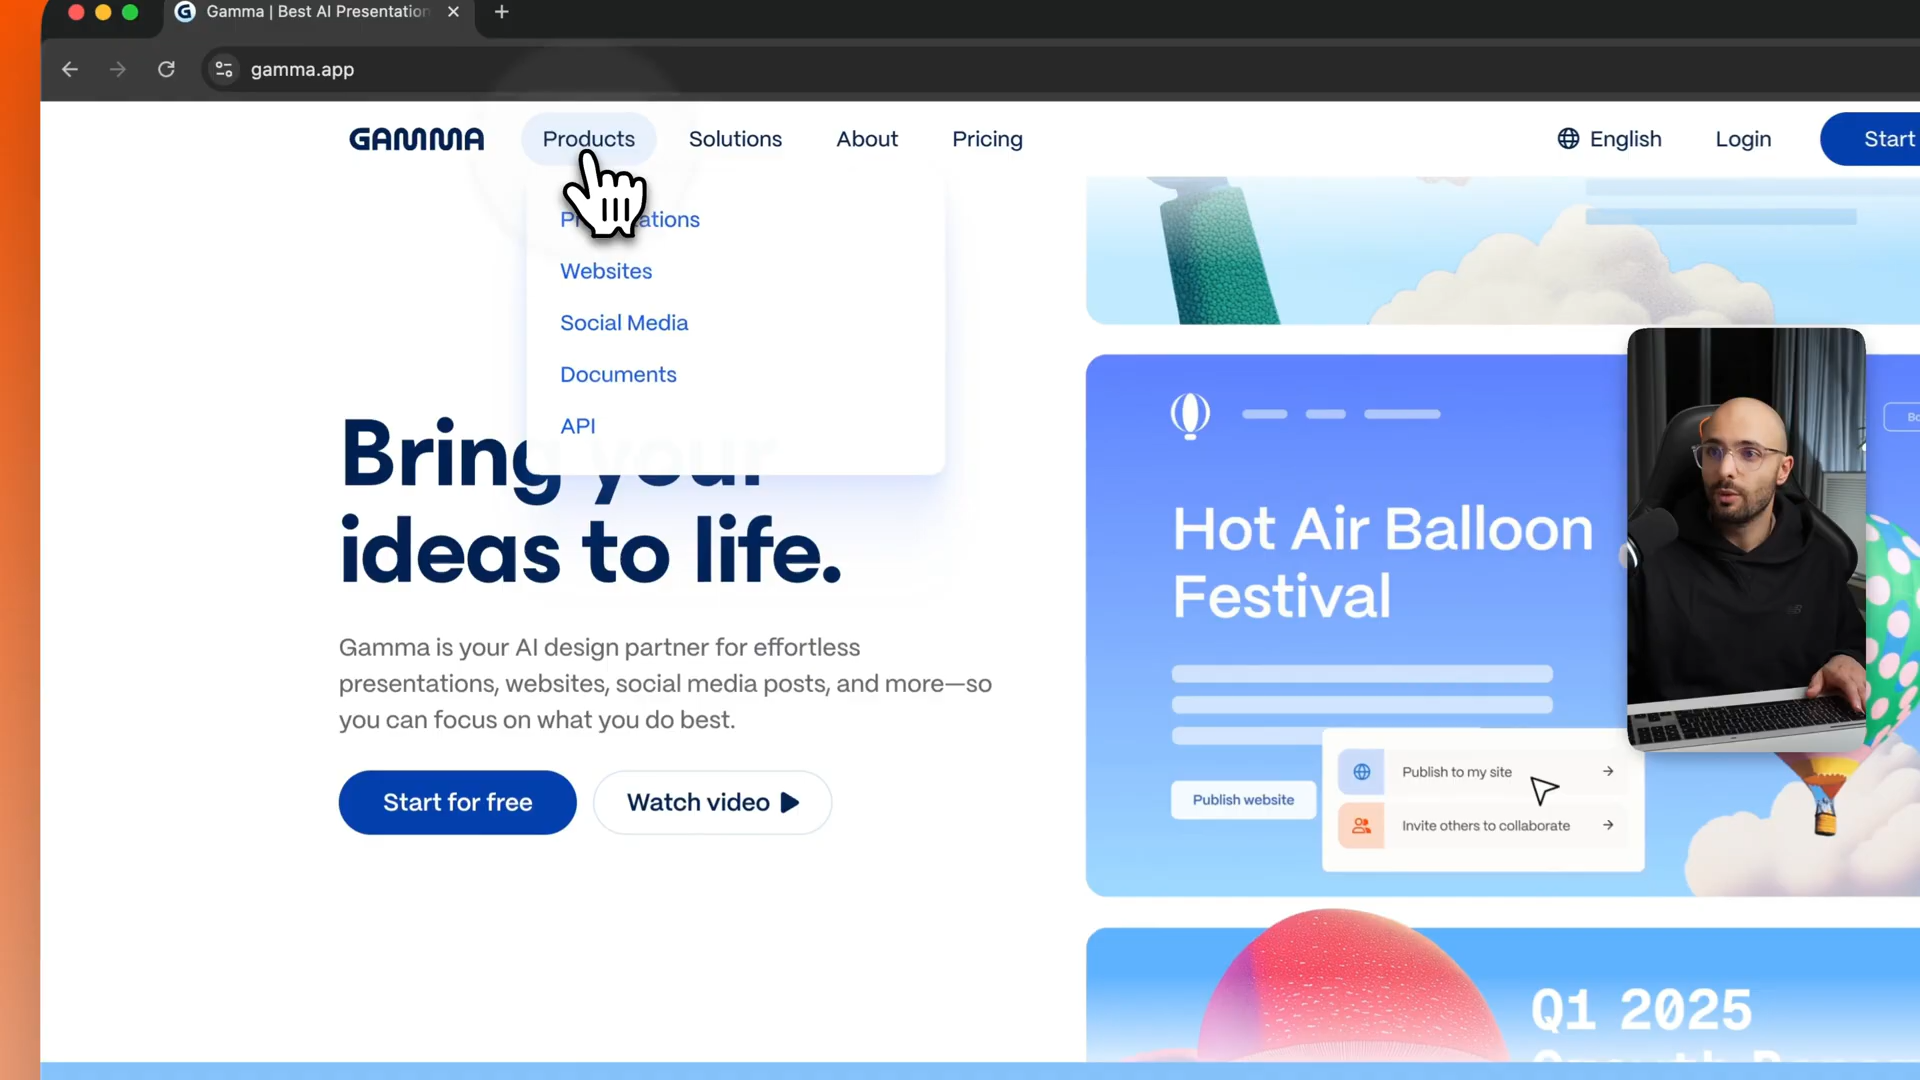 Gamma | Best AI Presentation
gamma.app
GAMMA
Products
Solutions
About
Pricing
English
Login
Start
Websites
Social Media
Documents
API
Bring your
ideas to life.
Gamma is your AI design partner for effortless
presentations, websites, social media posts, and more—so
you can focus on what you do best.
Start for free
Watch video
Hot Air Balloon
Festival
Publish website
Publish to my site
Invite others to collaborate
Q1 2025